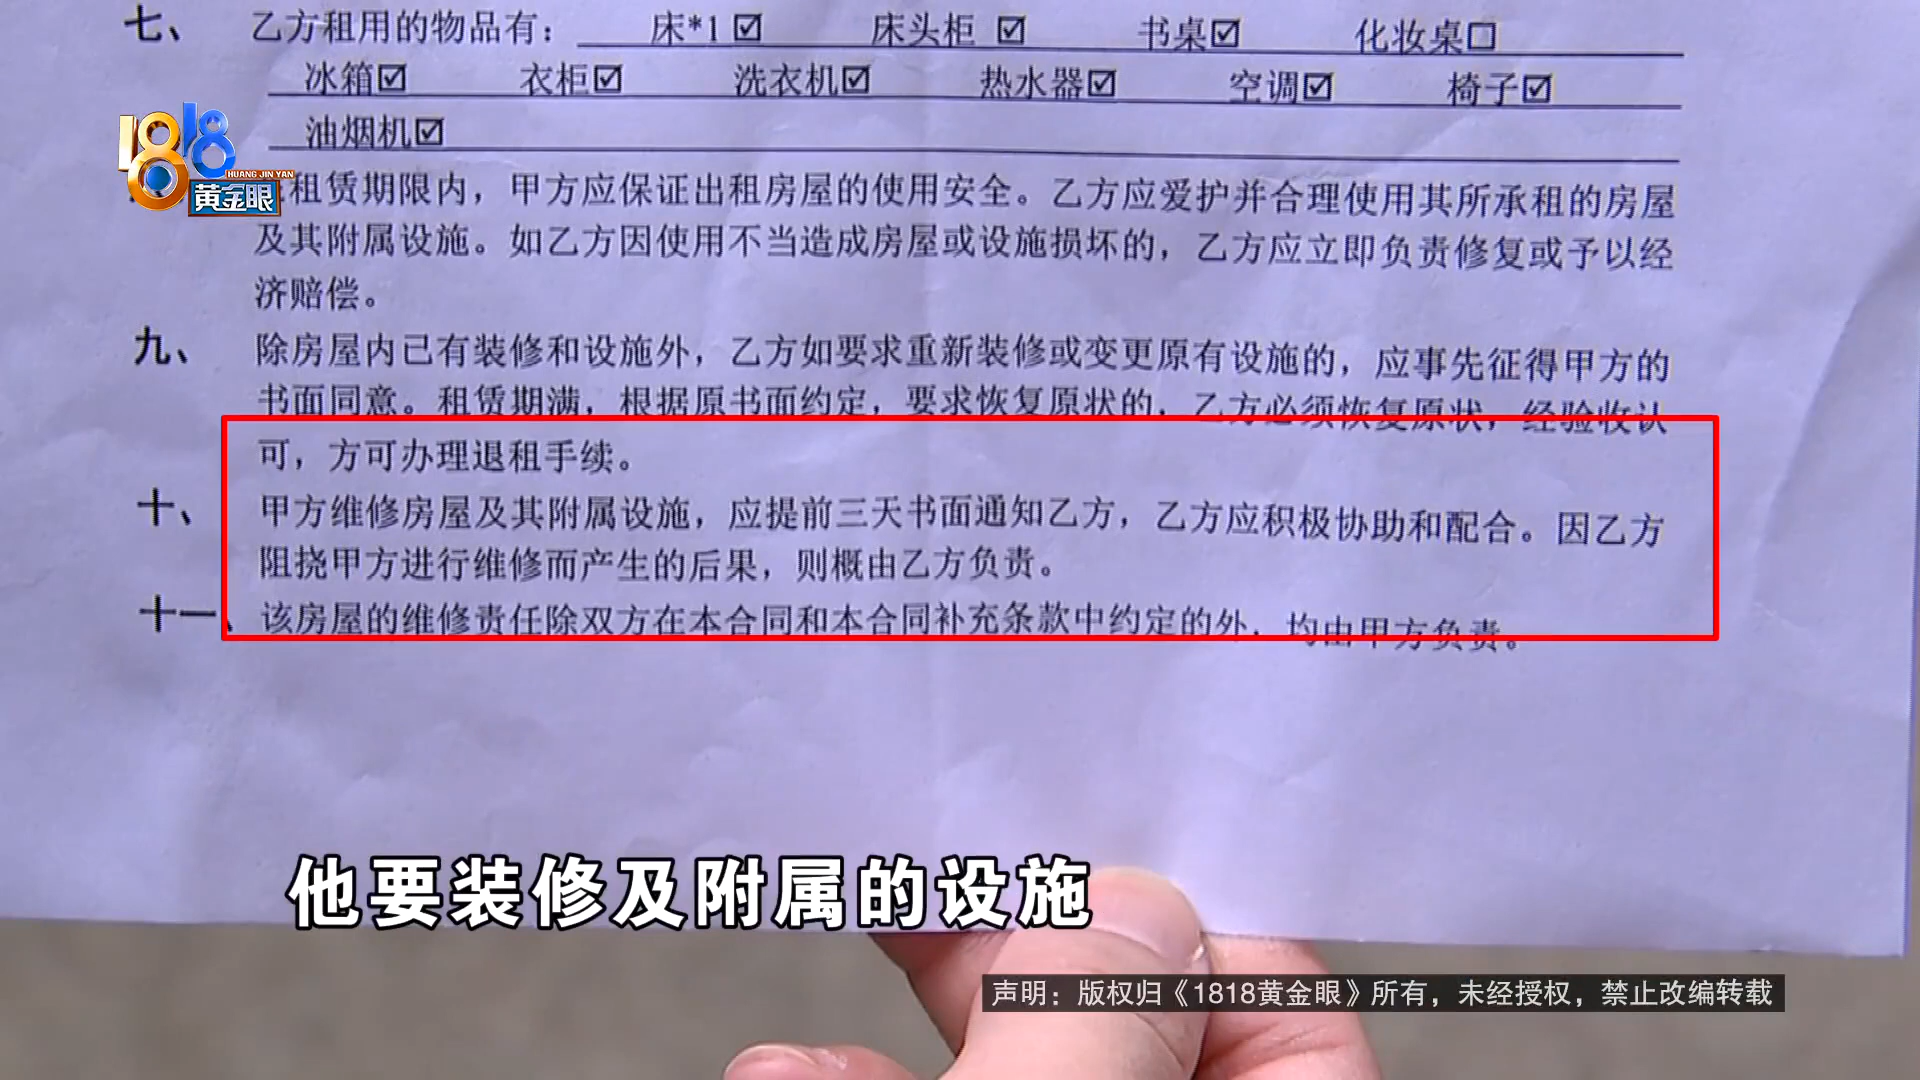 七、 乙方租用的物品有： 床*1☑ 床头柜 ☑ 书桌☑ 化妆桌☐
冰箱☑ 衣柜☑ 洗衣机☑ 热水器☑ 空调☑ 椅子☑
油烟机☑
1818
HUANG JIN YAN
黄金眼
租赁期限内，甲方应保证出租房屋的使用安全。乙方应爱护并合理使用其所承租的房屋
及其附属设施。如乙方因使用不当造成房屋或设施损坏的，乙方应立即负责修复或予以经
济赔偿。
九、 除房屋内已有装修和设施外，乙方如要求重新装修或变更原有设施的，应事先征得甲方的
书面同意。租赁期满，根据原书面约定，要求恢复原状的，乙方必须恢复原状，经验收认
可，方可办理退租手续。
十、 甲方维修房屋及其附属设施，应提前三天书面通知乙方，乙方应积极协助和配合。因乙方
阻挠甲方进行维修而产生的后果，则概由乙方负责。
十一、 该房屋的维修责任除双方在本合同和本合同补充条款中约定的外，均由甲方负责。
他要装修及附属的设施
声明：版权归《1818黄金眼》所有，未经授权，禁止改编转载